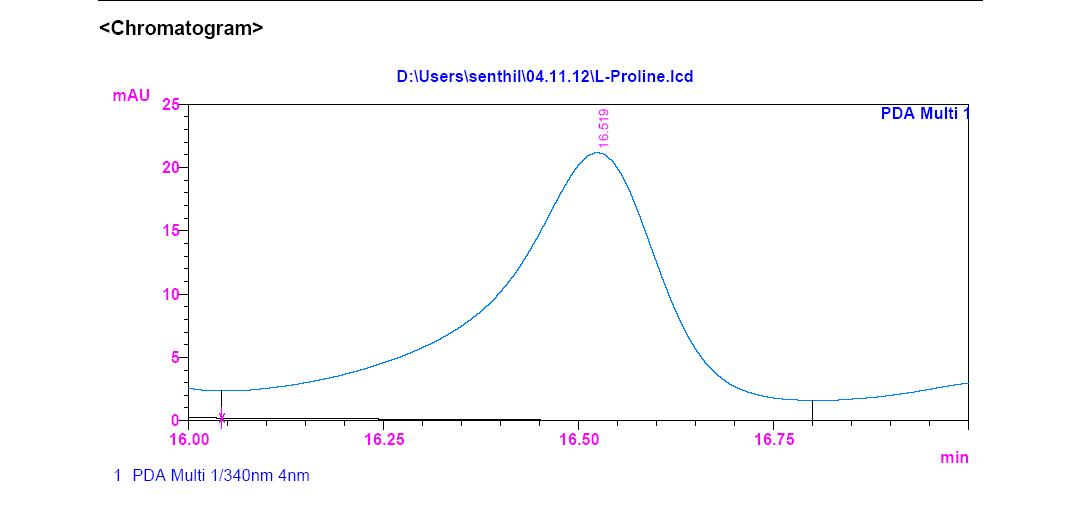 <Chromatogram>
D:\Users\senthil\04.11.12\L-Proline.lcd
mAU
PDA Multi 1
16.519
25
20
15
10
5
0
16.00 16.25 16.50 16.75
min
1 PDA Multi 1/340nm 4nm